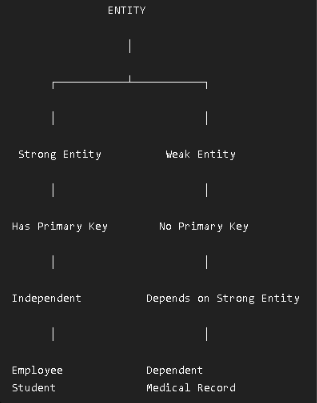 ENTITY
Strong Entity Weak Entity
Has Primary Key No Primary Key
Independent Depends on Strong Entity
Employee Dependent
Student Medical Record